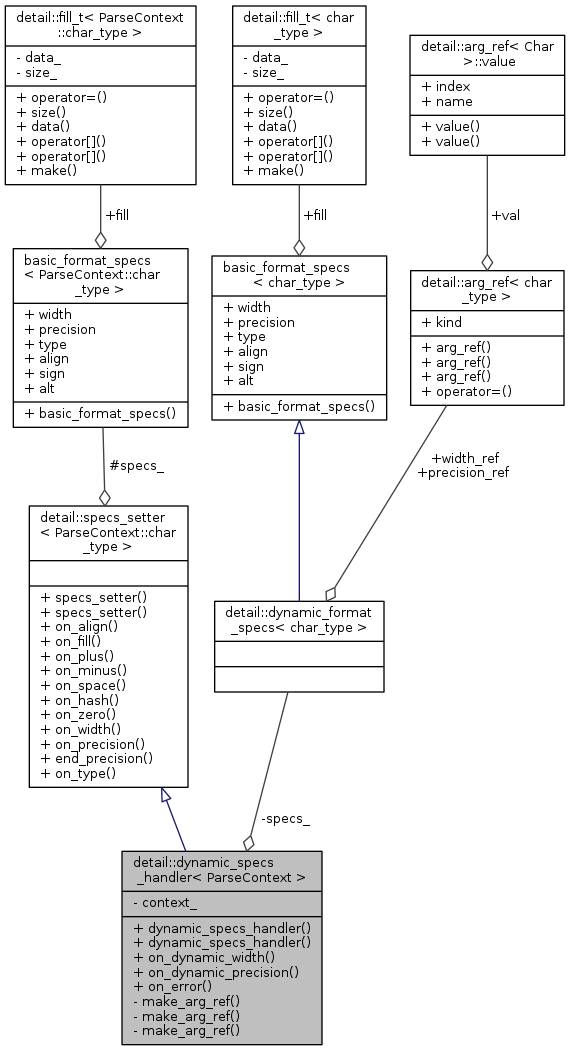 detail::fill_t< ParseContext
::char_type >
- data_
- size_
+ operator=()
+ size()
+ data()
+ operator[]()
+ operator[]()
+ make()
detail::fill_t< char
_type >
- data_
- size_
+ operator=()
+ size()
+ data()
+ operator[]()
+ operator[]()
+ make()
detail::arg_ref< Char
>::value
+ index
+ name
+ value()
+ value()
+fill
+fill
+val
basic_format_specs
< ParseContext::char
_type >
+ width
+ precision
+ type
+ align
+ sign
+ alt
+ basic_format_specs()
basic_format_specs
< char_type >
+ width
+ precision
+ type
+ align
+ sign
+ alt
+ basic_format_specs()
detail::arg_ref< char
_type >
+ kind
+ arg_ref()
+ arg_ref()
+ arg_ref()
+ operator=()
#specs_
+width_ref
+precision_ref
detail::specs_setter
< ParseContext::char
_type >
+ specs_setter()
+ specs_setter()
+ on_align()
+ on_fill()
+ on_plus()
+ on_minus()
+ on_space()
+ on_hash()
+ on_zero()
+ on_width()
+ on_precision()
+ end_precision()
+ on_type()
detail::dynamic_format
_specs< char_type >
-specs_
detail::dynamic_specs
_handler< ParseContext >
- context_
+ dynamic_specs_handler()
+ dynamic_specs_handler()
+ on_dynamic_width()
+ on_dynamic_precision()
+ on_error()
- make_arg_ref()
- make_arg_ref()
- make_arg_ref()